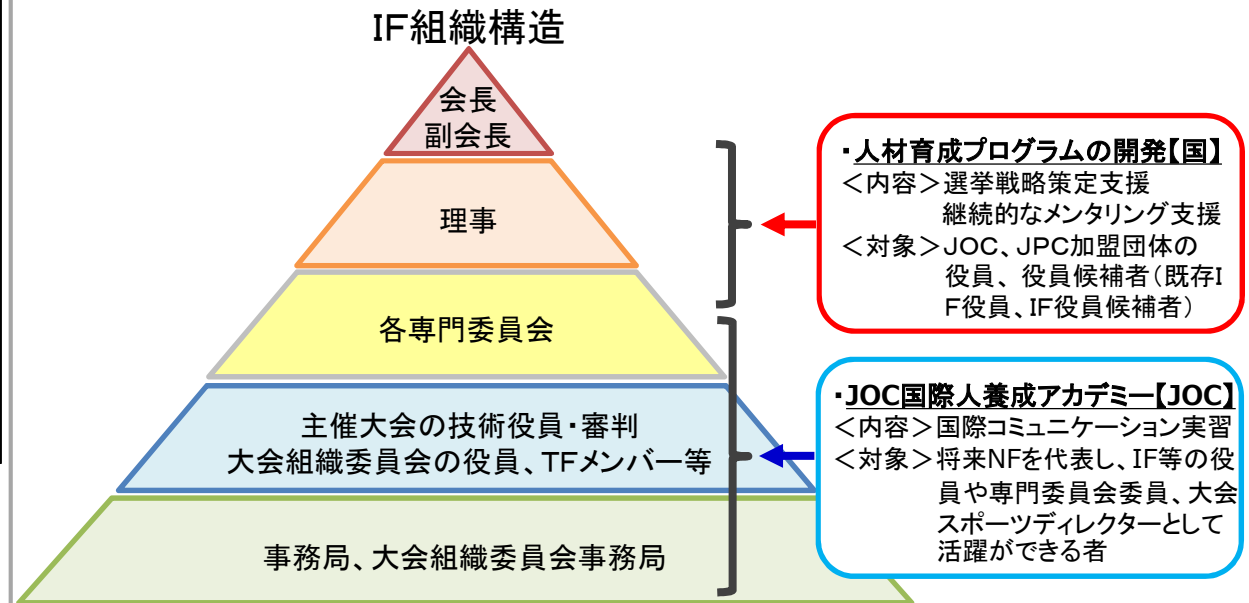 IF組織構造
会長
副会長
理事
各専門委員会
主催大会の技術役員・審判
大会組織委員会の役員、TFメンバー等
事務局、大会組織委員会事務局
・人材育成プログラムの開発【国】
＜内容＞選挙戦略策定支援
継続的なメンタリング支援
＜対象＞JOC、JPC加盟団体の
役員、役員候補者（既存I
F役員、IF役員候補者）
・JOC国際人養成アカデミー【JOC】
＜内容＞国際コミュニケーション実習
＜対象＞将来NFを代表し、IF等の役
員や専門委員会委員、大会
スポーツディレクターとして
活躍ができる者